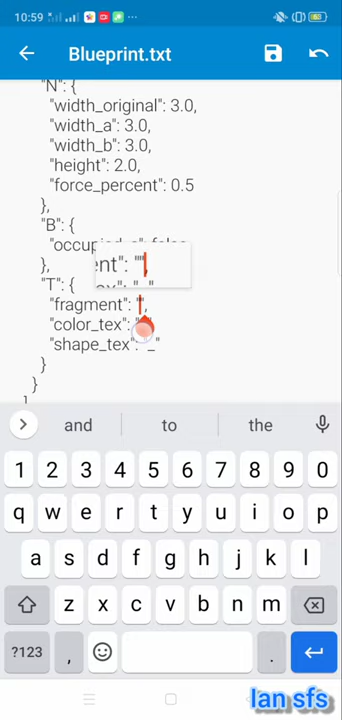 10:59
Blueprint.txt
"N": {
"width_original": 3.0,
"width_a": 3.0,
"width_b": 3.0,
"height": 2.0,
"force_percent": 0.5
},
"B": {
},
ent": "",
"T": {
"fragment": "",
"color_tex":
"shape_tex": "_"
}
}
]
and to the
1 2 3 4 5 6 7 8 9 0
q w e r t y u i o p
a s d f g h j k l
z x c v b n m
?123 , .
Ian sfs